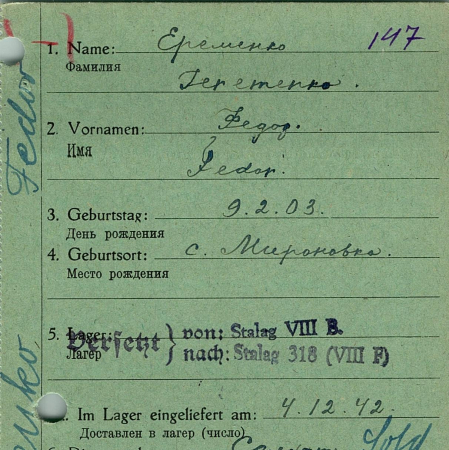 147
1. Name: Еременко
Фамилия
Jeremenko.
2. Vornamen: Федор.
Имя
Fedor.
3. Geburtstag: 9.2.03.
День рождения
4. Geburtsort: с. Мироновка.
Место рождения
5. Lager:
Лагер
Versetzt } von: Stalag VIII B.
nach: Stalag 318 (VIII F)
Im Lager eingeliefert am: 4.12.42.
Доставлен в лагер (число)
Sold
Fedor